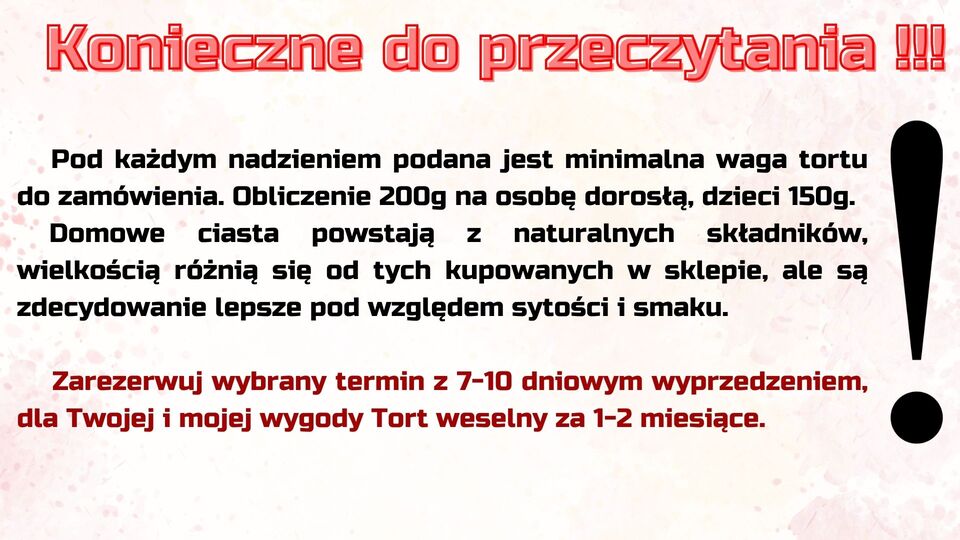 Konieczne do przeczytania !!!
Pod każdym nadzieniem podana jest minimalna waga tortu
do zamówienia. Obliczenie 200g na osobę dorosłą, dzieci 150g.
Domowe ciasta powstają z naturalnych składników,
wielkością różnią się od tych kupowanych w sklepie, ale są
zdecydowanie lepsze pod względem sytości i smaku.
Zarezerwuj wybrany termin z 7-10 dniowym wyprzedzeniem,
dla Twojej i mojej wygody Tort weselny za 1-2 miesiące.
!